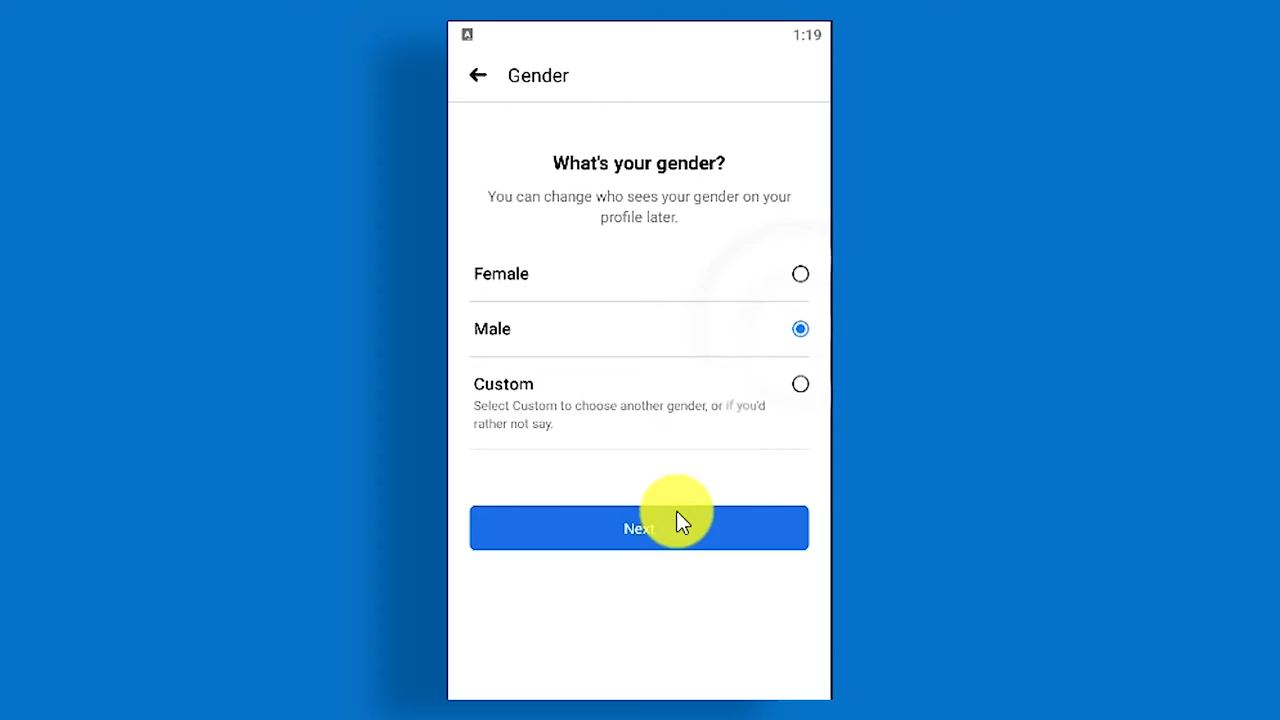 1:19
Gender
What's your gender?
You can change who sees your gender on your
profile later.
Female
Male
Custom
Select Custom to choose another gender, or if you'd
rather not say.
Next